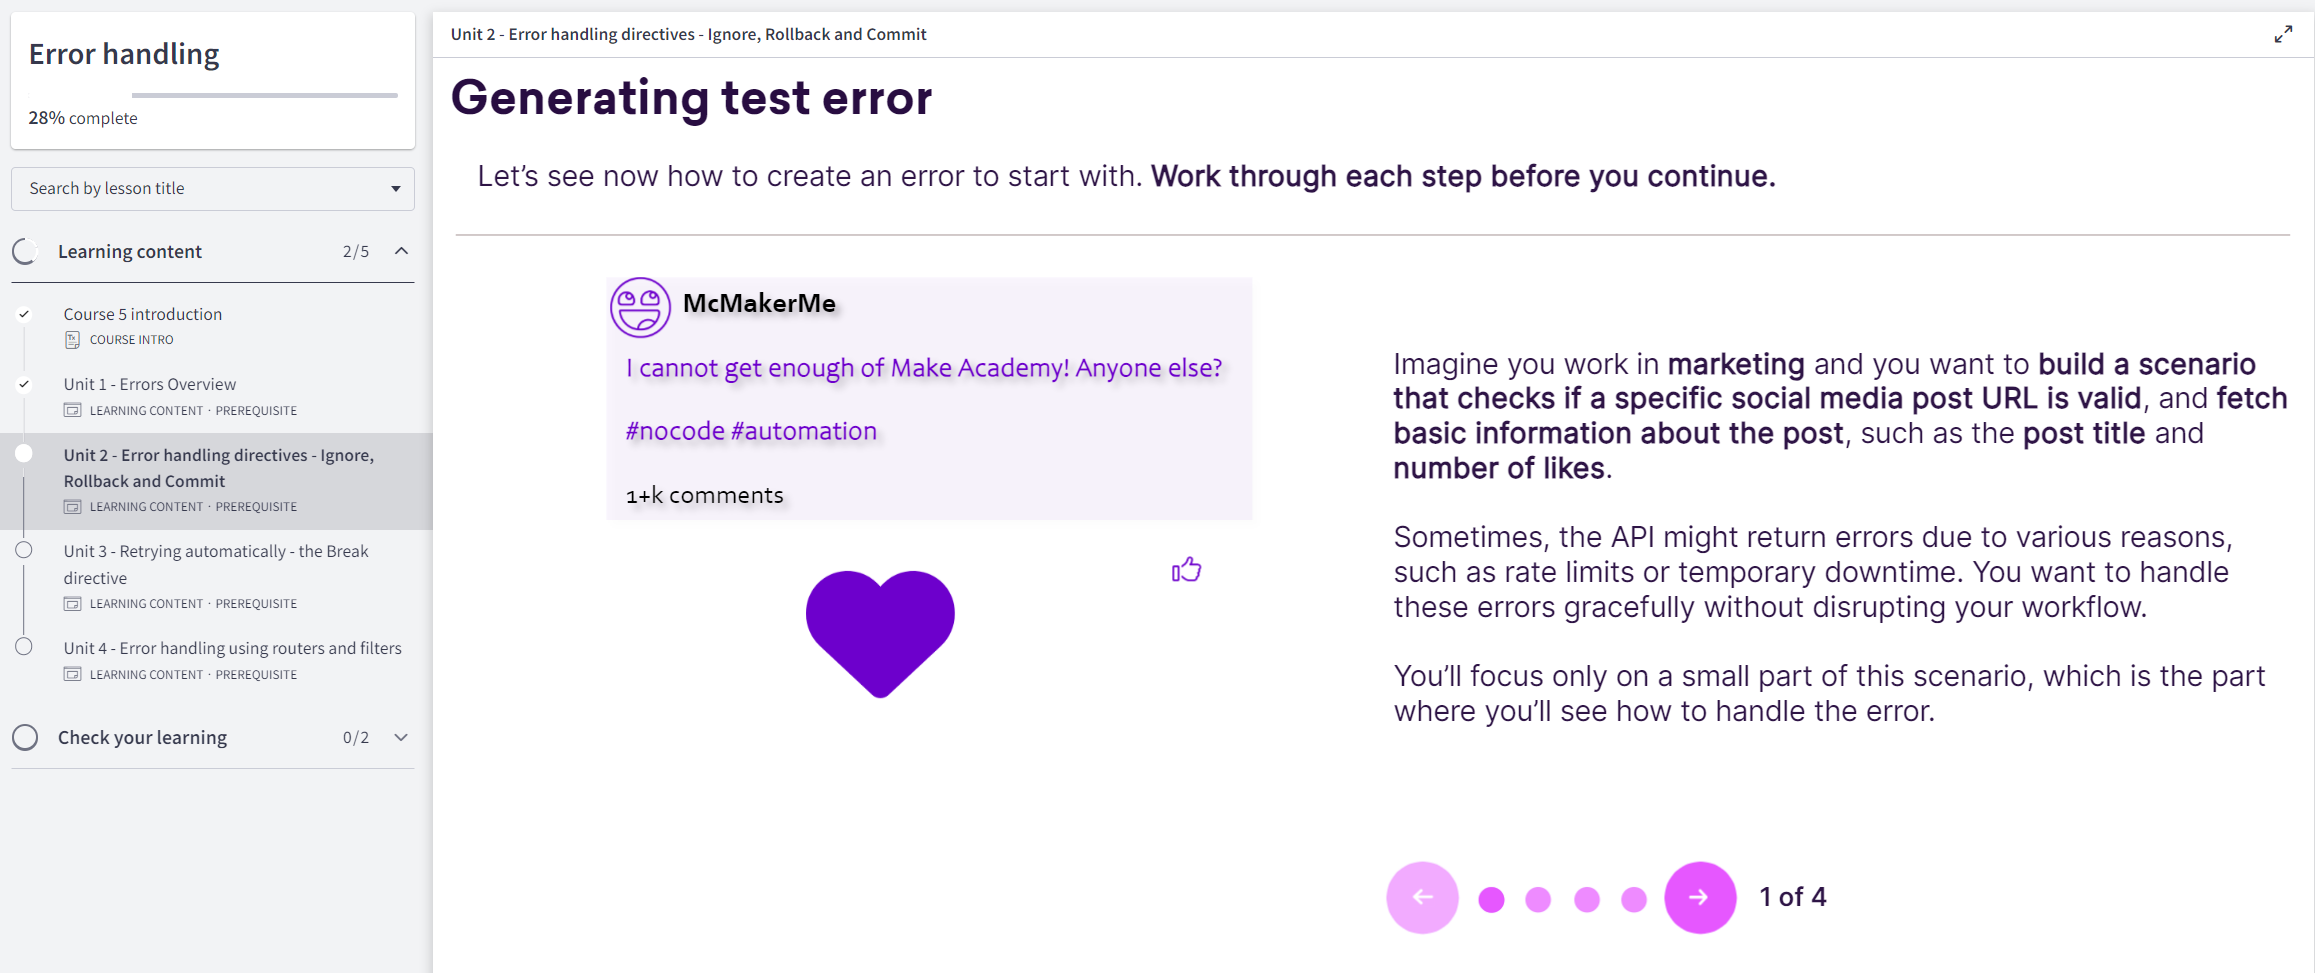 Error handling
28% complete
Search by lesson title
Learning content 2/5
Course 5 introduction
COURSE INTRO
Unit 1 - Errors Overview
LEARNING CONTENT · PREREQUISITE
Unit 2 - Error handling directives - Ignore,
Rollback and Commit
LEARNING CONTENT · PREREQUISITE
Unit 3 - Retrying automatically - the Break
directive
LEARNING CONTENT · PREREQUISITE
Unit 4 - Error handling using routers and filters
LEARNING CONTENT · PREREQUISITE
Check your learning 0/2
Unit 2 - Error handling directives - Ignore, Rollback and Commit
Generating test error
Let’s see now how to create an error to start with. Work through each step before you continue.
McMakerMe
I cannot get enough of Make Academy! Anyone else?
#nocode #automation
1+k comments
Imagine you work in marketing and you want to build a scenario
that checks if a specific social media post URL is valid, and fetch
basic information about the post, such as the post title and
number of likes.
Sometimes, the API might return errors due to various reasons,
such as rate limits or temporary downtime. You want to handle
these errors gracefully without disrupting your workflow.
You’ll focus only on a small part of this scenario, which is the part
where you’ll see how to handle the error.
1 of 4